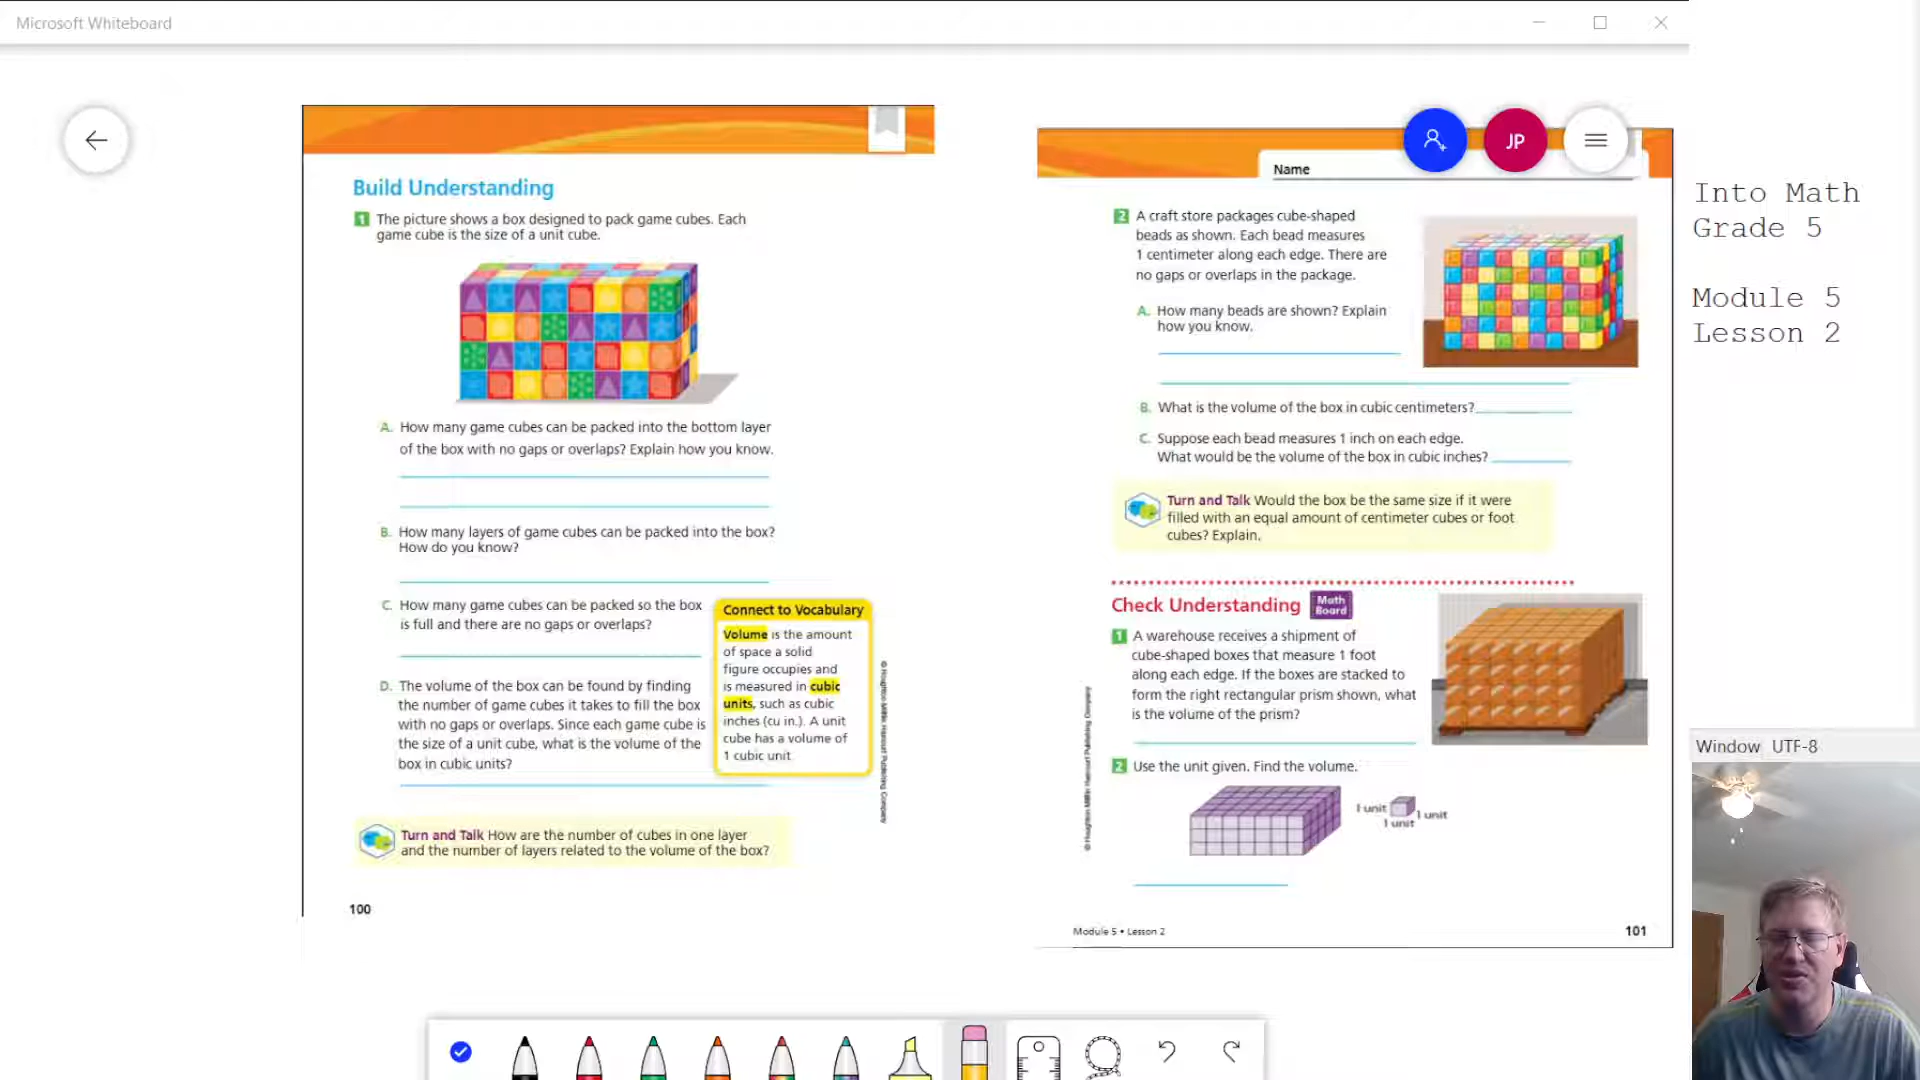 Microsoft Whiteboard
Build Understanding
1 The picture shows a box designed to pack game cubes. Each
game cube is the size of a unit cube.
A. How many game cubes can be packed into the bottom layer
of the box with no gaps or overlaps? Explain how you know.
B. How many layers of game cubes can be packed into the box?
How do you know?
C. How many game cubes can be packed so the box
is full and there are no gaps or overlaps?
D. The volume of the box can be found by finding
the number of game cubes it takes to fill the box
with no gaps or overlaps. Since each game cube is
the size of a unit cube, what is the volume of the
box in cubic units?
Connect to Vocabulary
Volume is the amount
of space a solid
figure occupies and
is measured in cubic
units, such as cubic
inches (cu in.). A unit
cube has a volume of
1 cubic unit
Turn and Talk How are the number of cubes in one layer
and the number of layers related to the volume of the box?
© Houghton Mifflin Harcourt Publishing Company
100
Name
2 A craft store packages cube-shaped
beads as shown. Each bead measures
1 centimeter along each edge. There are
no gaps or overlaps in the package.
A. How many beads are shown? Explain
how you know.
B. What is the volume of the box in cubic centimeters?
C. Suppose each bead measures 1 inch on each edge.
What would be the volume of the box in cubic inches?
Turn and Talk Would the box be the same size if it were
filled with an equal amount of centimeter cubes or foot
cubes? Explain.
Check Understanding Math
Board
1 A warehouse receives a shipment of
cube-shaped boxes that measure 1 foot
along each edge. If the boxes are stacked to
form the right rectangular prism shown, what
is the volume of the prism?
2 Use the unit given. Find the volume.
1 unit
1 unit
1 unit
© Houghton Mifflin Harcourt Publishing Company
Module 5 • Lesson 2
101
JP
Into Math
Grade 5
Module 5
Lesson 2
Window UTF-8